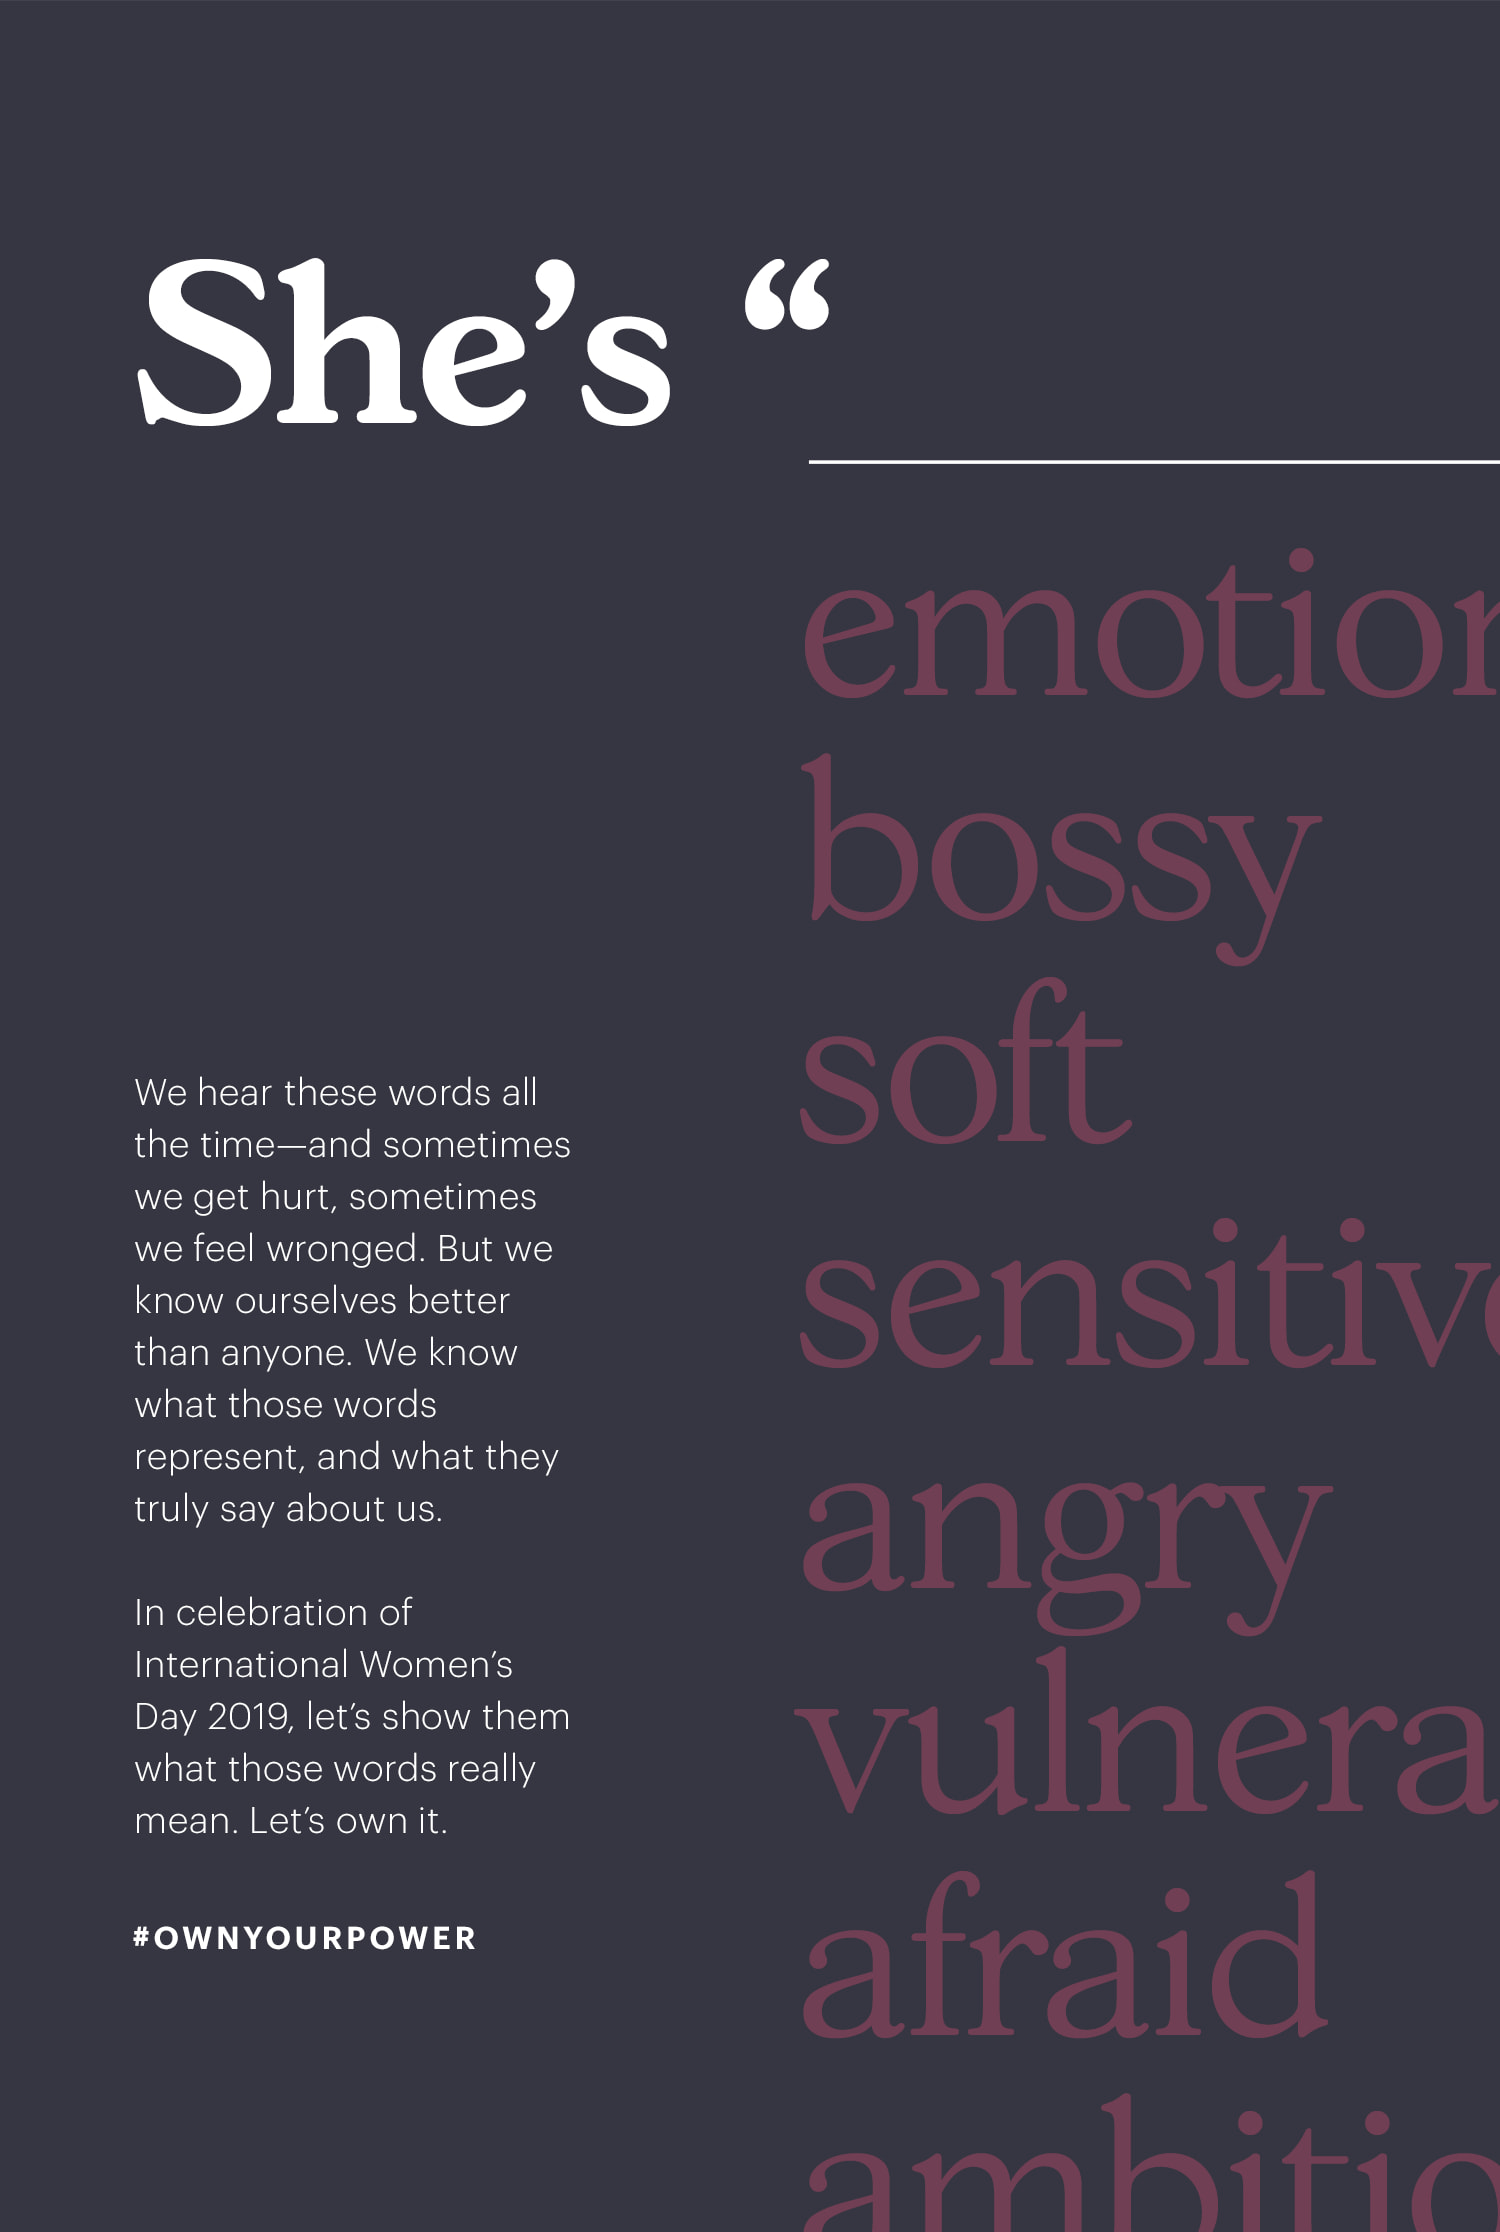 She’s “
emotion
bossy
soft
sensitive
angry
vulnera
afraid
ambitio
We hear these words all
the time—and sometimes
we get hurt, sometimes
we feel wronged. But we
know ourselves better
than anyone. We know
what those words
represent, and what they
truly say about us.
In celebration of
International Women’s
Day 2019, let’s show them
what those words really
mean. Let’s own it.
#OWNYOURPOWER